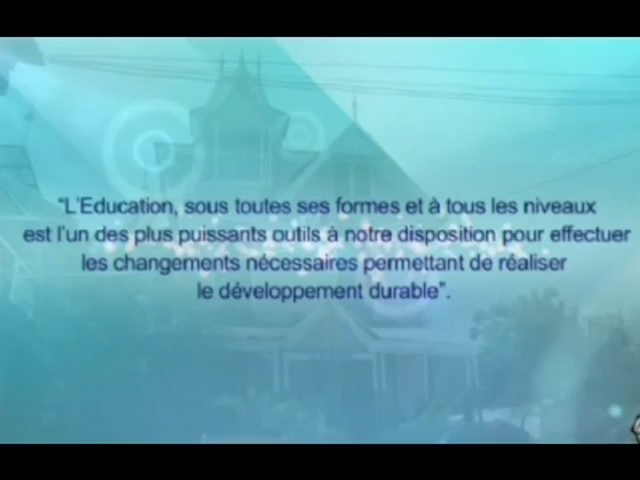 "L'Education, sous toutes ses formes et à tous les niveaux
est l'un des plus puissants outils à notre disposition pour effectuer
les changements nécessaires permettant de réaliser
le développement durable".